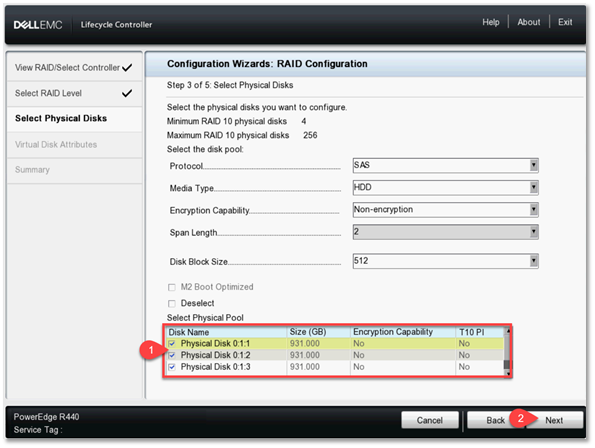 DELLEMC Lifecycle Controller Help About Exit
View RAID/Select Controller
Select RAID Level
Select Physical Disks
Virtual Disk Attributes
Summary
Configuration Wizards: RAID Configuration
Step 3 of 5: Select Physical Disks
Select the physical disks you want to configure.
Minimum RAID 10 physical disks 4
Maximum RAID 10 physical disks 256
Select the disk pool:
Protocol SAS
Media Type HDD
Encryption Capability Non-encryption
Span Length 2
Disk Block Size 512
M2 Boot Optimized
Deselect
Select Physical Pool
Disk Name Size (GB) Encryption Capability T10 PI
Physical Disk 0:1:1 931.000 No No
1 Physical Disk 0:1:2 931.000 No No
Physical Disk 0:1:3 931.000 No No
PowerEdge R440
Service Tag :
Cancel Back 2 Next